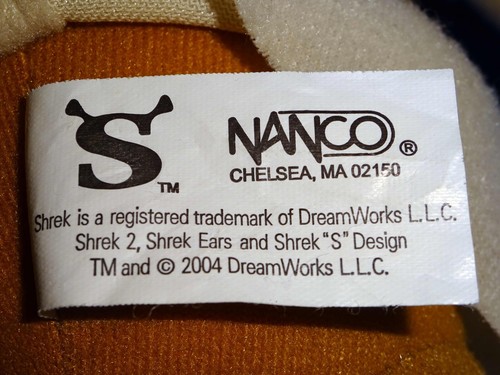 S TM
NANCO ®
CHELSEA, MA 02150
Shrek is a registered trademark of DreamWorks L.L.C.
Shrek 2, Shrek Ears and Shrek "S" Design
TM and © 2004 DreamWorks L.L.C.